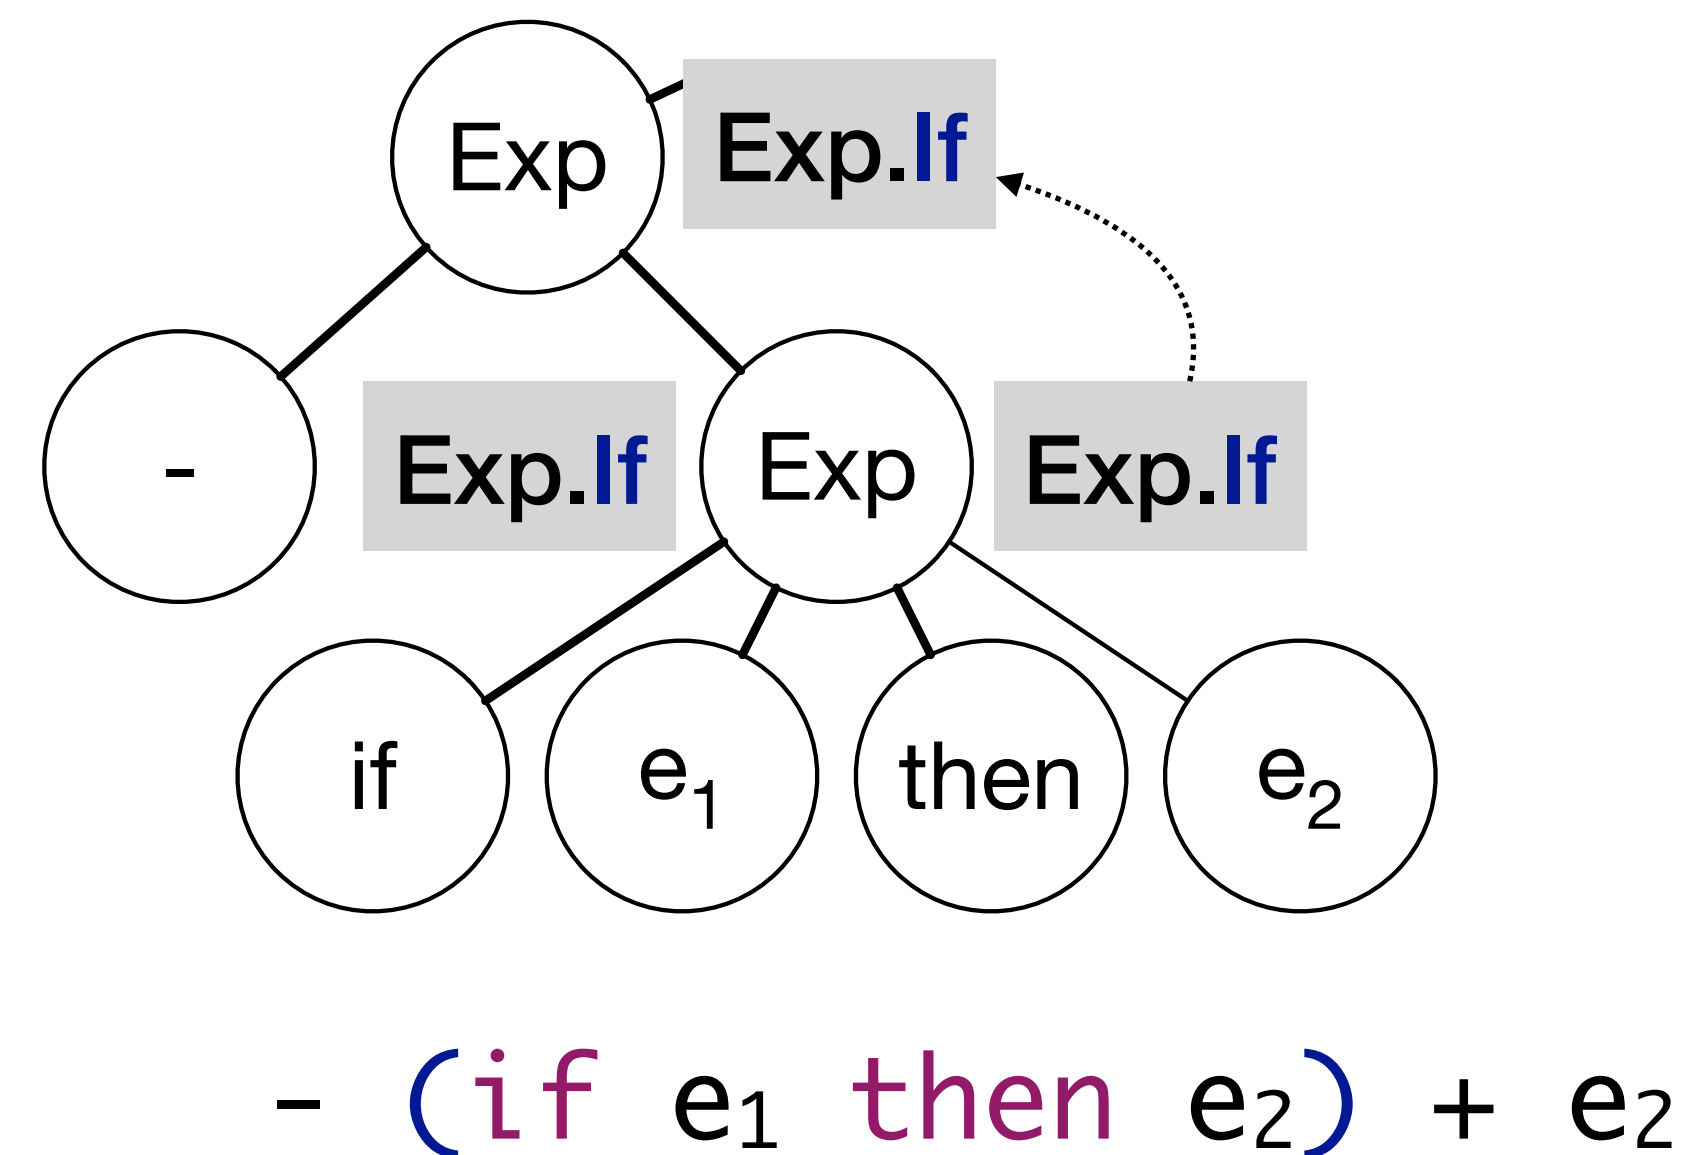 Exp Exp.If
- Exp.If Exp Exp.If
if e₁ then e₂
- (if e₁ then e₂) + e₂